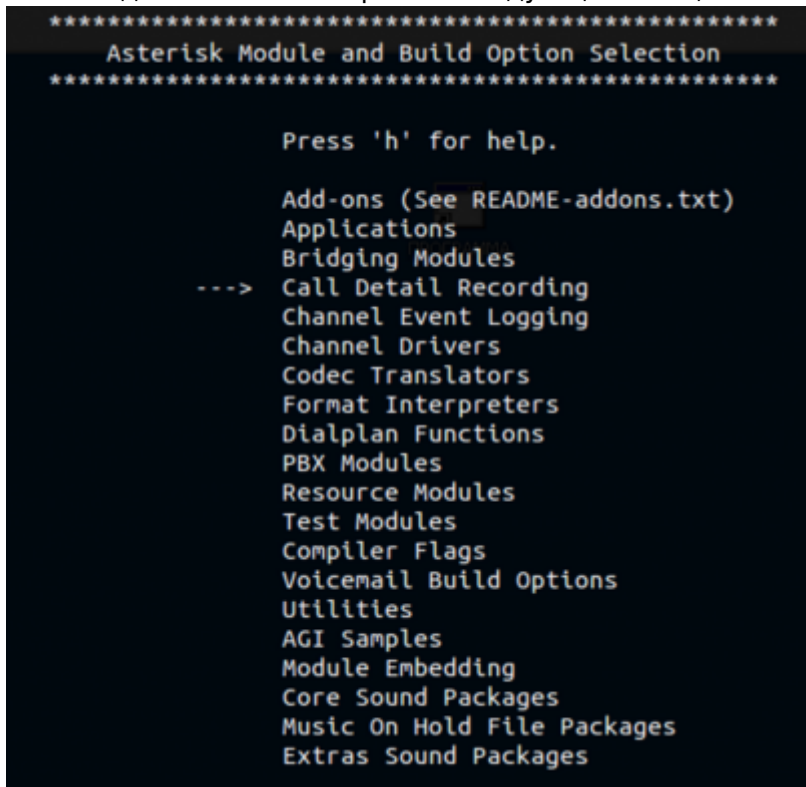 **************************************************
Asterisk Module and Build Option Selection
**************************************************
Press 'h' for help.
Add-ons (See README-addons.txt)
Applications
Bridging Modules
---> Call Detail Recording
Channel Event Logging
Channel Drivers
Codec Translators
Format Interpreters
Dialplan Functions
PBX Modules
Resource Modules
Test Modules
Compiler Flags
Voicemail Build Options
Utilities
AGI Samples
Module Embedding
Core Sound Packages
Music On Hold File Packages
Extras Sound Packages